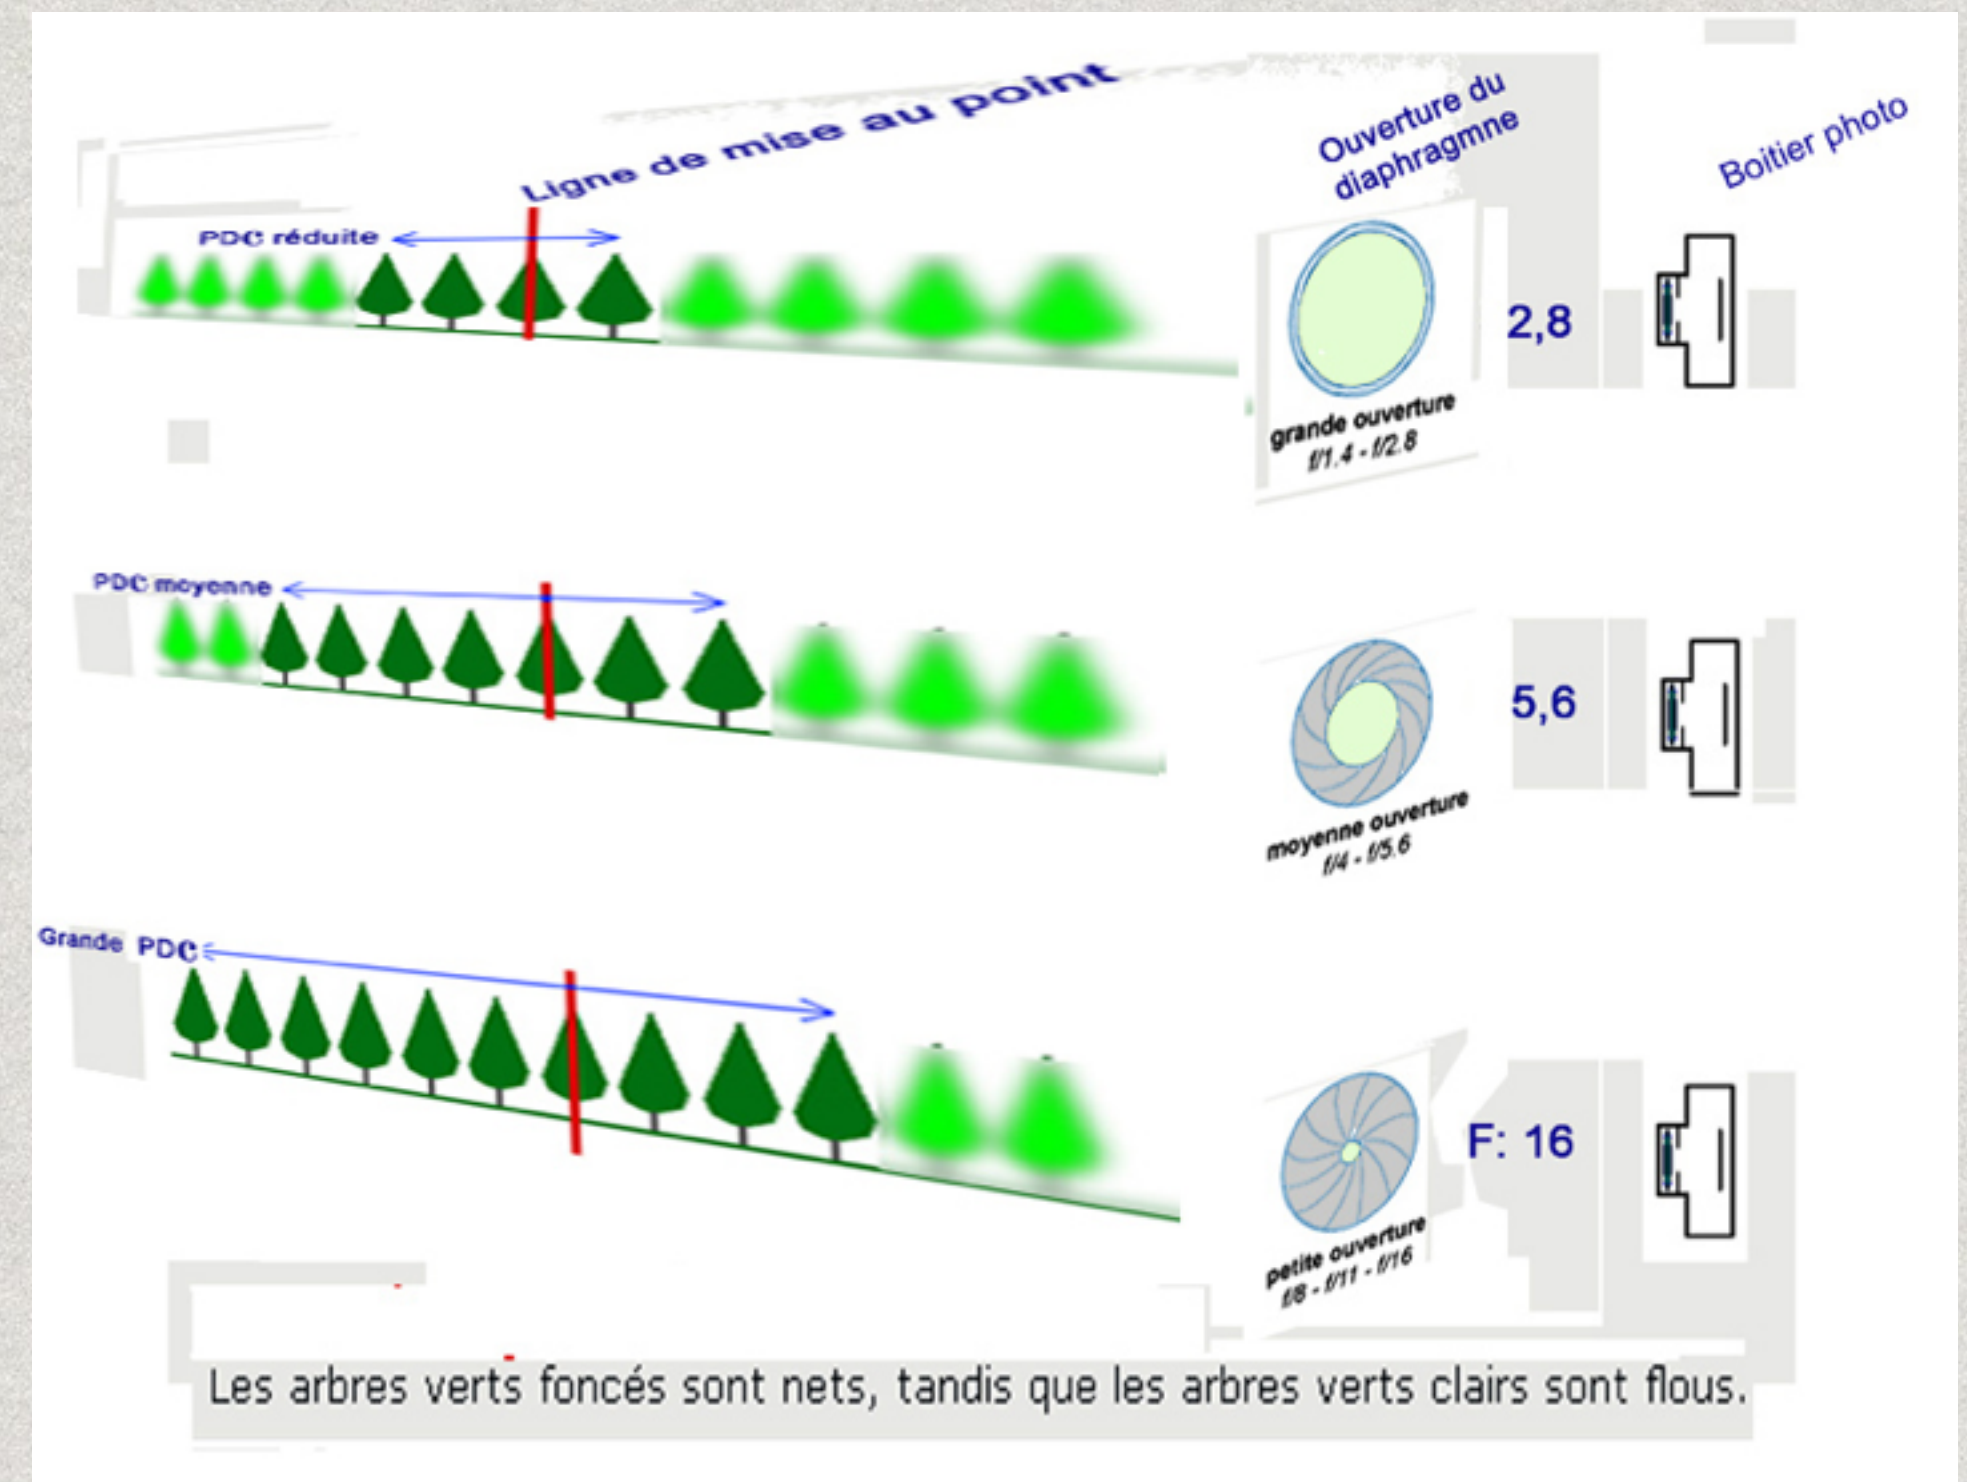 Ligne de mise au point
Ouverture du
diaphragmne
Boitier photo
PDC réduite
2,8
grande ouverture
f/1.4 - f/2.8
PDC moyenne
5,6
moyenne ouverture
f/4 - f/5.6
Grande PDC
F: 16
petite ouverture
f/8 - f/11 - f/16
Les arbres verts foncés sont nets, tandis que les arbres verts clairs sont flous.